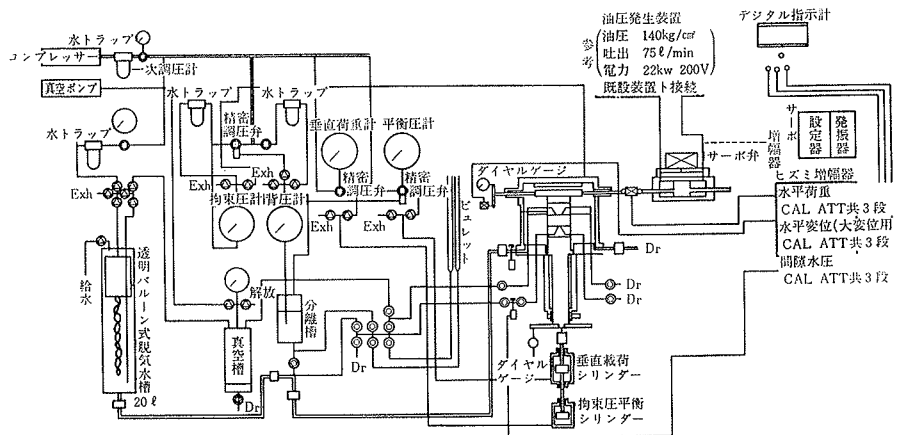 水トラップ
コンプレッサー
一次調圧計
真空ポンプ
水トラップ
水トラップ
水トラップ
精密
調圧弁
垂直荷重計
平衡圧計
精密
調圧弁
精密
調圧弁
Exh
Exh
Exh
Exh
拘束圧計
背圧計
ビュレット
給水
透明バルーン式脱気水槽
20ℓ
解放
真空槽
Dr
分離槽
Dr
ダイヤルゲージ
Dr
Dr
Dr
ダイヤル
ゲージ
垂直載荷
シリンダー
拘束圧平衡
シリンダー
油圧発生装置
参考
油圧 140kg/c㎡
吐出 75ℓ/min
電力 22kw 200V
既設装置ト接続
デジタル指示計
サーボ
増幅器
設定器
発振器
サーボ弁
ヒズミ増幅器
水平荷重
CAL ATT共3段
水平変位(大変位用
CAL ATT共3段
間隙水圧
CAL ATT共3段